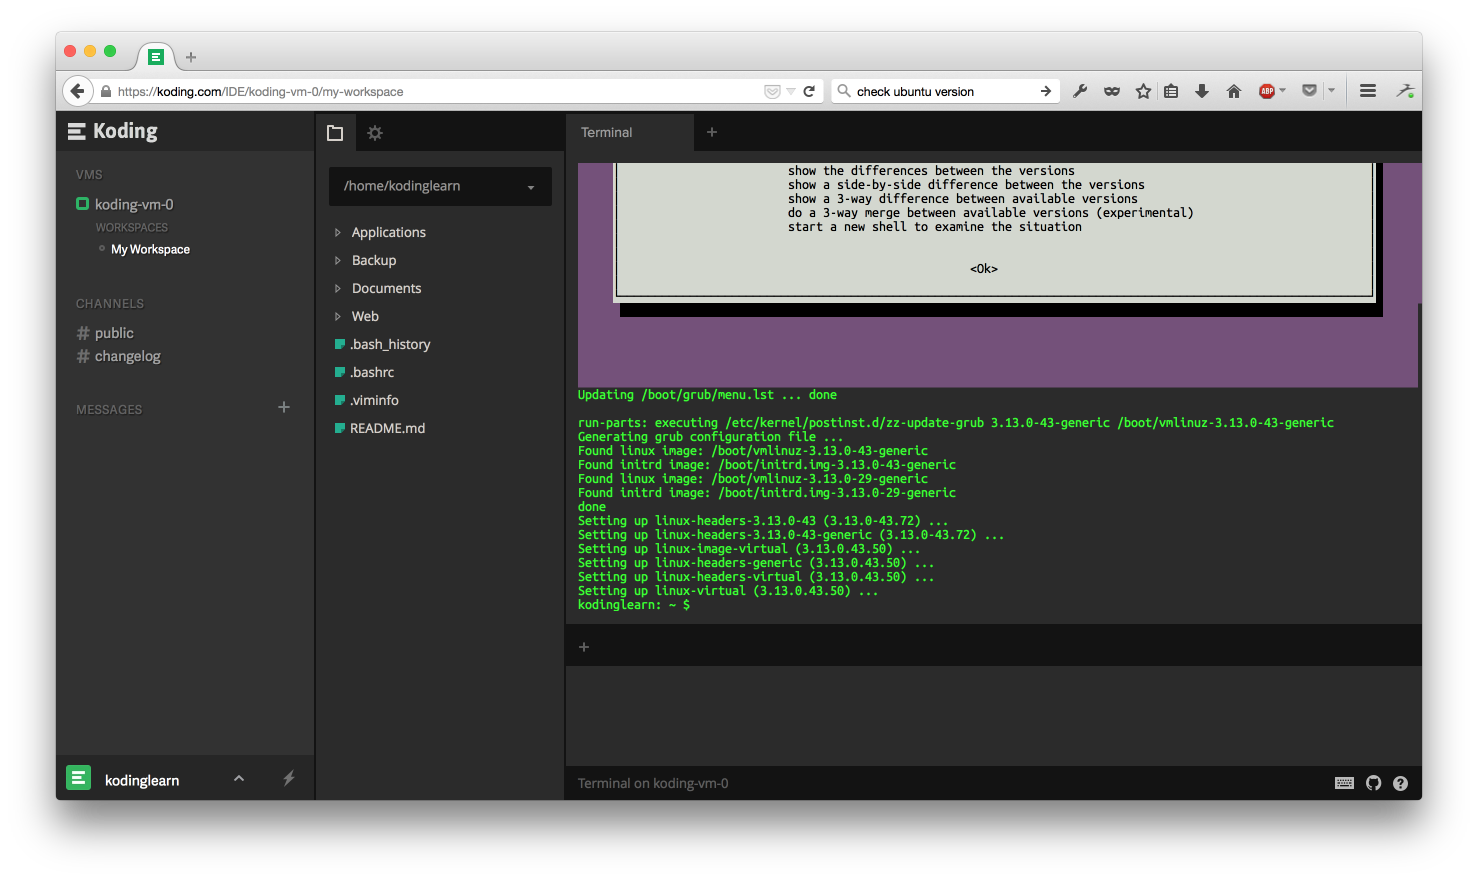 https://koding.com/IDE/koding-vm-0/my-workspace
check ubuntu version
ABP
Koding
VMS
koding-vm-0
WORKSPACES
My Workspace
CHANNELS
# public
# changelog
MESSAGES
kodinglearn
/home/kodinglearn
Applications
Backup
Documents
Web
.bash_history
.bashrc
.viminfo
README.md
Terminal
show the differences between the versions
show a side-by-side difference between the versions
show a 3-way difference between available versions
do a 3-way merge between available versions (experimental)
start a new shell to examine the situation
<Ok>
Updating /boot/grub/menu.lst ... done
run-parts: executing /etc/kernel/postinst.d/zz-update-grub 3.13.0-43-generic /boot/vmlinuz-3.13.0-43-generic
Generating grub configuration file ...
Found linux image: /boot/vmlinuz-3.13.0-43-generic
Found initrd image: /boot/initrd.img-3.13.0-43-generic
Found linux image: /boot/vmlinuz-3.13.0-29-generic
Found initrd image: /boot/initrd.img-3.13.0-29-generic
done
Setting up linux-headers-3.13.0-43 (3.13.0-43.72) ...
Setting up linux-headers-3.13.0-43-generic (3.13.0-43.72) ...
Setting up linux-image-virtual (3.13.0.43.50) ...
Setting up linux-headers-generic (3.13.0.43.50) ...
Setting up linux-headers-virtual (3.13.0.43.50) ...
Setting up linux-virtual (3.13.0.43.50) ...
kodinglearn: ~ $
Terminal on koding-vm-0